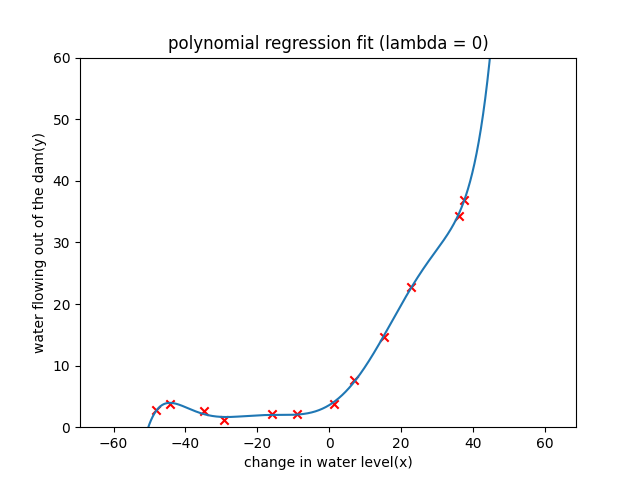 polynomial regression fit (lambda = 0)
60
50
40
30
20
10
0
water flowing out of the dam(y)
−60 −40 −20 0 20 40 60
change in water level(x)